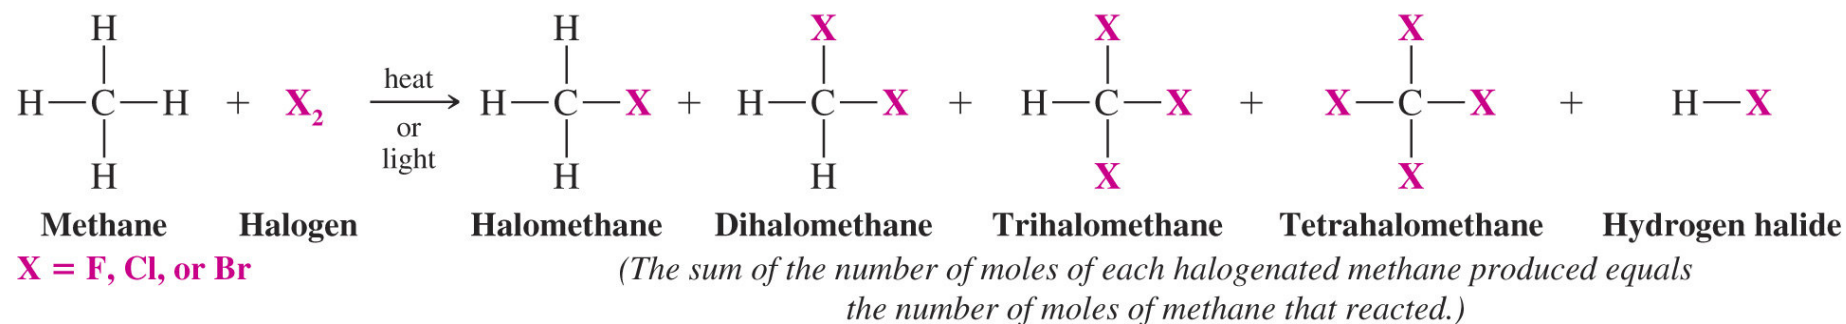 H H X X X
H—C—H + X₂ heat or light H—C—X + H—C—X + H—C—X + X—C—X + H—X
H H H X X
Methane Halogen Halomethane Dihalomethane Trihalomethane Tetrahalomethane Hydrogen halide
X = F, Cl, or Br (The sum of the number of moles of each halogenated methane produced equals
the number of moles of methane that reacted.)